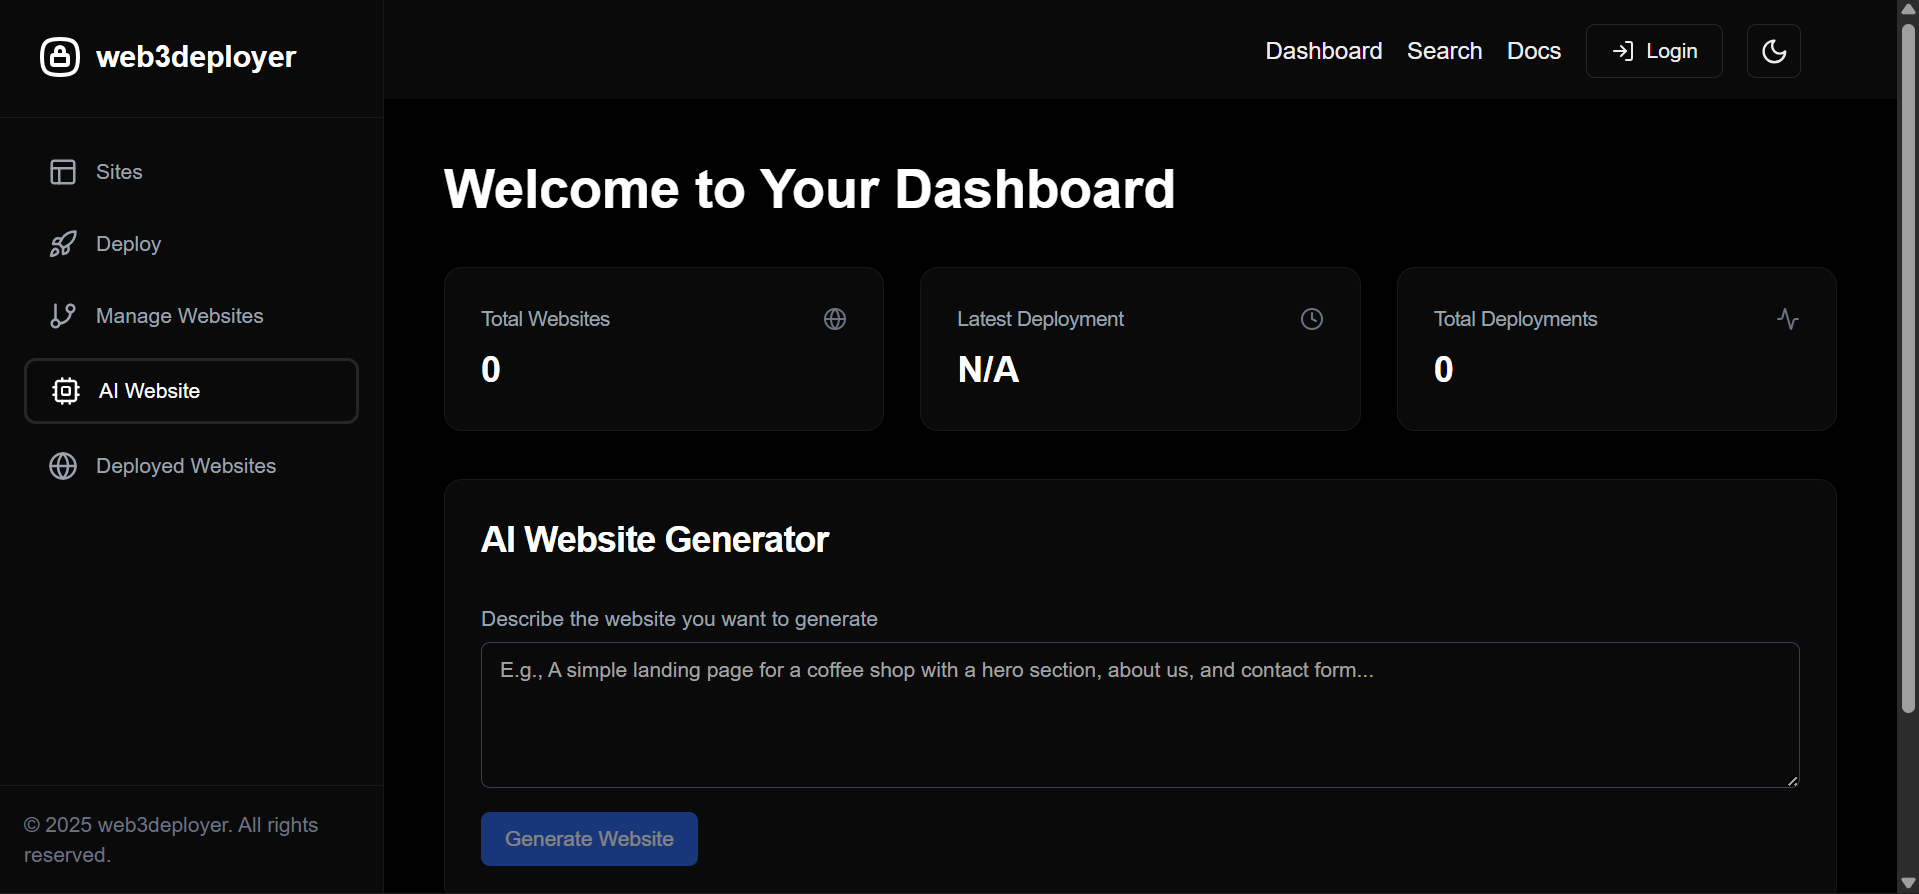 web3deployer
Dashboard
Search
Docs
Login
Sites
Deploy
Manage Websites
AI Website
Deployed Websites
© 2025 web3deployer. All rights
reserved.
Welcome to Your Dashboard
Total Websites
0
Latest Deployment
N/A
Total Deployments
0
AI Website Generator
Describe the website you want to generate
E.g., A simple landing page for a coffee shop with a hero section, about us, and contact form...
Generate Website